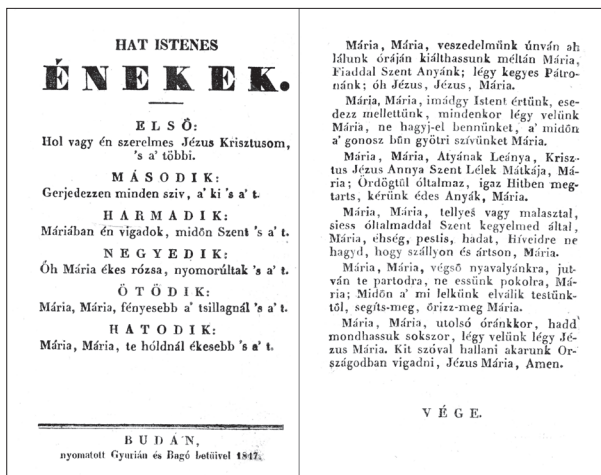 HAT ISTENES
ÉNEKEK.
ELSŐ:
Hol vagy én szerelmes Jézus Krisztusom,
's a' többi.
MÁSODIK:
Gerjedezzen minden sziv, a' ki 's a' t.
HARMADIK:
Máriában én vigadok, midőn Szent 's a' t.
NEGYEDIK:
Óh Mária ékes rózsa, nyomorúltak 's a' t.
ÖTÖDIK:
Mária, Mária, fényesebb a' tsillagnál 's a' t.
HATODIK:
Mária, Mária, te hóldnál ékesebb 's a' t.
BUDÁN,
nyomatott Gyurián és Bagó betűivel 1847.
Mária, Mária, veszedelmünk únván ah
lálunk óráján kiálthassunk méltán Mária,
Fiaddal Szent Anyánk; légy kegyes Pátro-
nánk; óh Jézus, Jézus, Mária.
Mária, Mária, imádgy Istent értűnk, ese-
dezz mellettünk, mindenkor légy velünk
Mária, ne hagyj-el bennünket, a' midőn
a' gonosz bűn gyötri szívünket Mária.
Mária, Mária, Atyának Leánya, Krisz-
tus Jézus Annya Szent Lélek Mátkája, Má-
ria; Ördögtűl óltalmaz, igaz Hitben meg-
tarts, kérünk édes Anyák, Mária.
Mária, Mária, tellyes vagy malasztal,
siess óltalmaddal Szent kegyelmed által,
Mária, éhség, pestis, hadat, Híveidre ne
hagyd, hogy szállyon és ártson, Mária.
Mária, Mária, végső nyavalyánkra, jut-
ván te partodra, ne essünk pokolra, Má-
ria; Midőn a' mi lelkünk elválik testünk-
től, segíts-meg, őrizz-meg Mária.
Mária, Mária, utolsó óránkkor, hadd
mondhassuk sokszor, légy velünk légy Jé-
zus Mária. Kit szóval hallani akarunk Or-
szágodban vigadni, Jézus Mária, Amen.
VÉGE.